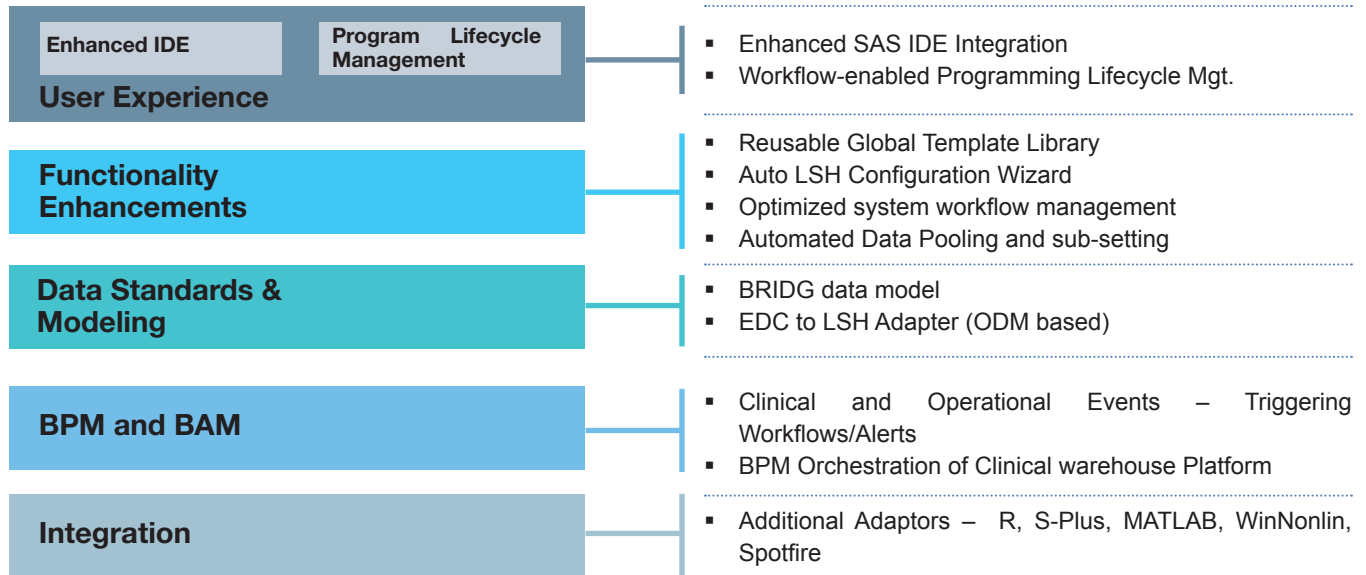 Enhanced IDE
Program Lifecycle
Management
User Experience
▪ Enhanced SAS IDE Integration
▪ Workflow-enabled Programming Lifecycle Mgt.
Functionality
Enhancements
▪ Reusable Global Template Library
▪ Auto LSH Configuration Wizard
▪ Optimized system workflow management
▪ Automated Data Pooling and sub-setting
Data Standards &
Modeling
▪ BRIDG data model
▪ EDC to LSH Adapter (ODM based)
BPM and BAM
▪ Clinical and Operational Events – Triggering
Workflows/Alerts
▪ BPM Orchestration of Clinical warehouse Platform
Integration
▪ Additional Adaptors – R, S-Plus, MATLAB, WinNonlin,
Spotfire